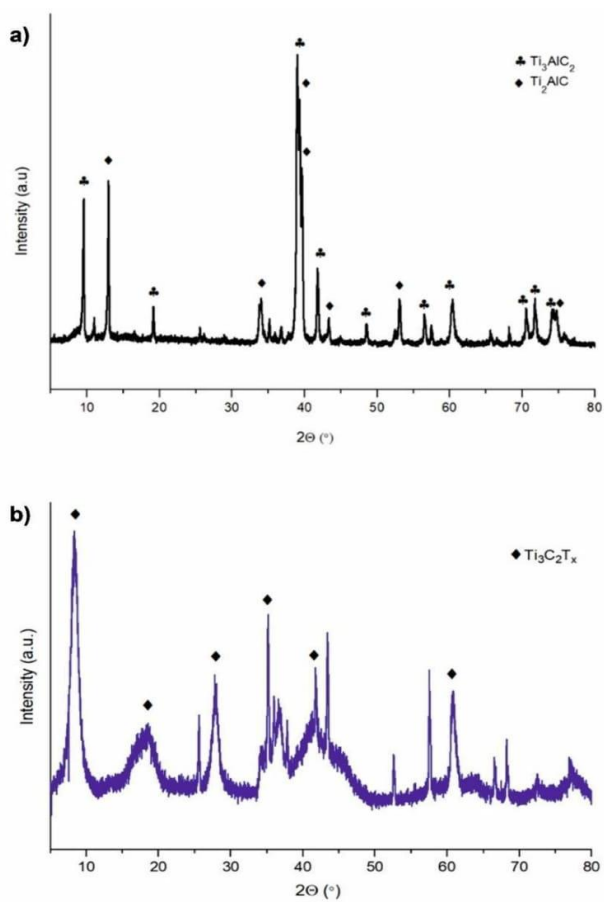 a)
♣ Ti₃AlC₂
♦ Ti₂AlC
Intensity (a.u)
10 20 30 40 50 60 70 80
2Θ (°)
b)
♦ Ti₃C₂Tₓ
Intensity (a.u.)
10 20 30 40 50 60 70 80
2Θ (°)